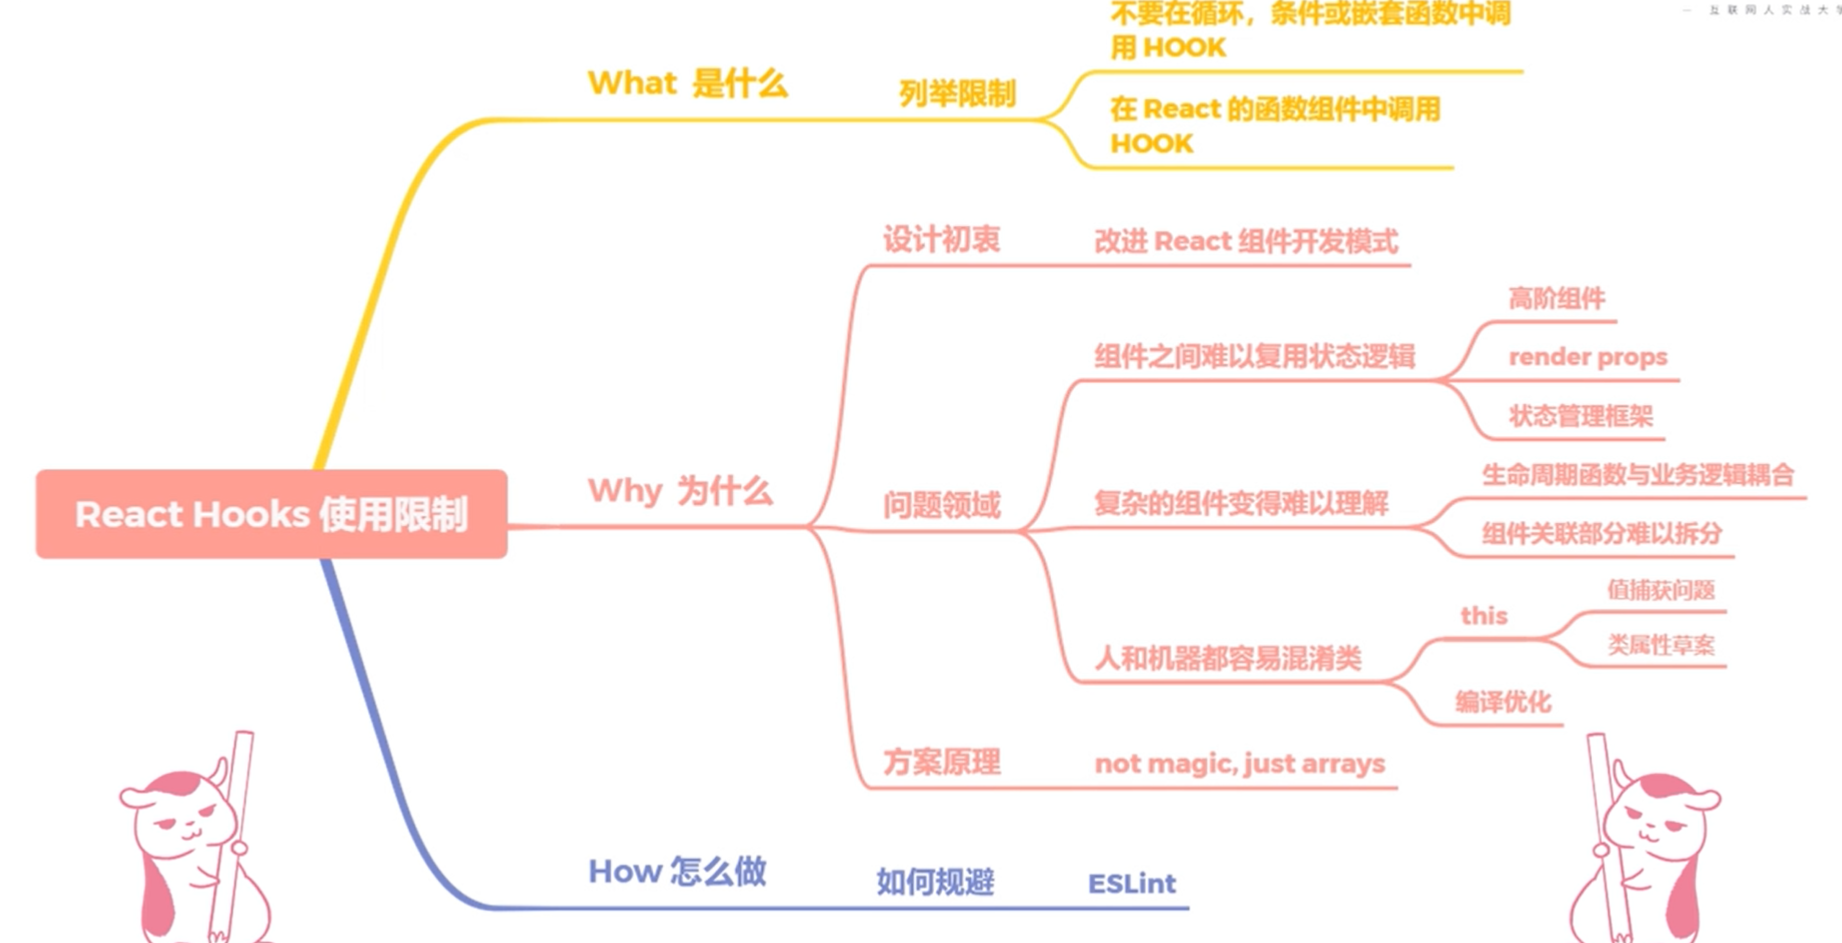 一 互联网人实战大学
不要在循环，条件或嵌套函数中调
用 HOOK
What 是什么
列举限制
在 React 的函数组件中调用
HOOK
设计初衷
改进 React 组件开发模式
高阶组件
组件之间难以复用状态逻辑
render props
状态管理框架
React Hooks 使用限制
Why 为什么
问题领域
复杂的组件变得难以理解
生命周期函数与业务逻辑耦合
组件关联部分难以拆分
人和机器都容易混淆类
this
值捕获问题
类属性草案
编译优化
方案原理
not magic, just arrays
How 怎么做
如何规避
ESLint